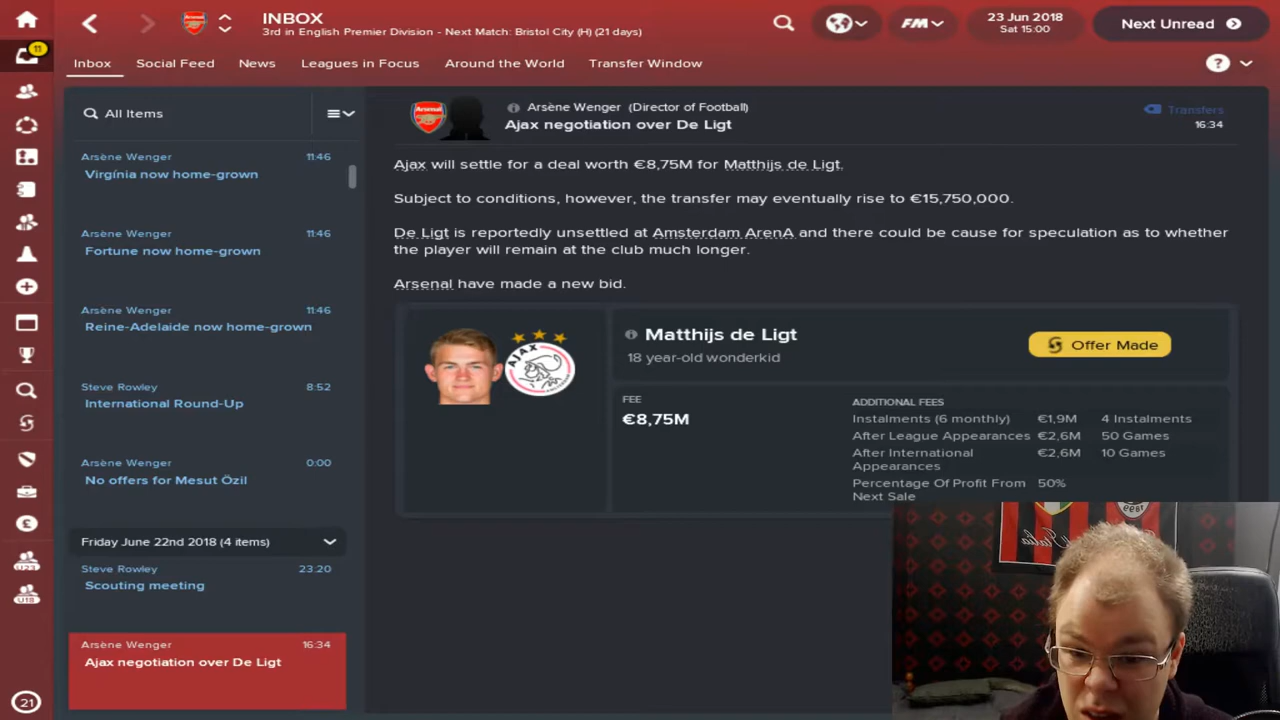 INBOX
3rd in English Premier Division - Next Match: Bristol City (H) (21 days)
FM
23 Jun 2018
Sat 15:00
Next Unread
11
Inbox
Social Feed
News
Leagues in Focus
Around the World
Transfer Window
?
All Items
Arsène Wenger 11:46
Virgínia now home-grown
Arsène Wenger 11:46
Fortune now home-grown
Arsène Wenger 11:46
Reine-Adelaide now home-grown
Steve Rowley 8:52
International Round-Up
Arsène Wenger 0:00
No offers for Mesut Özil
Friday June 22nd 2018 (4 items)
Steve Rowley 23:20
Scouting meeting
Arsène Wenger 16:34
Ajax negotiation over De Ligt
U23
U18
21
Arsenal
Arsène Wenger (Director of Football)
Ajax negotiation over De Ligt
Transfers
16:34
Ajax will settle for a deal worth €8,75M for Matthijs de Ligt.
Subject to conditions, however, the transfer may eventually rise to €15,750,000.
De Ligt is reportedly unsettled at Amsterdam ArenA and there could be cause for speculation as to whether
the player will remain at the club much longer.
Arsenal have made a new bid.
AJAX
Matthijs de Ligt
18 year-old wonderkid
Offer Made
FEE
€8,75M
ADDITIONAL FEES
Instalments (6 monthly) €1,9M 4 Instalments
After League Appearances €2,6M 50 Games
After International €2,6M 10 Games
Appearances
Percentage Of Profit From 50%
Next Sale